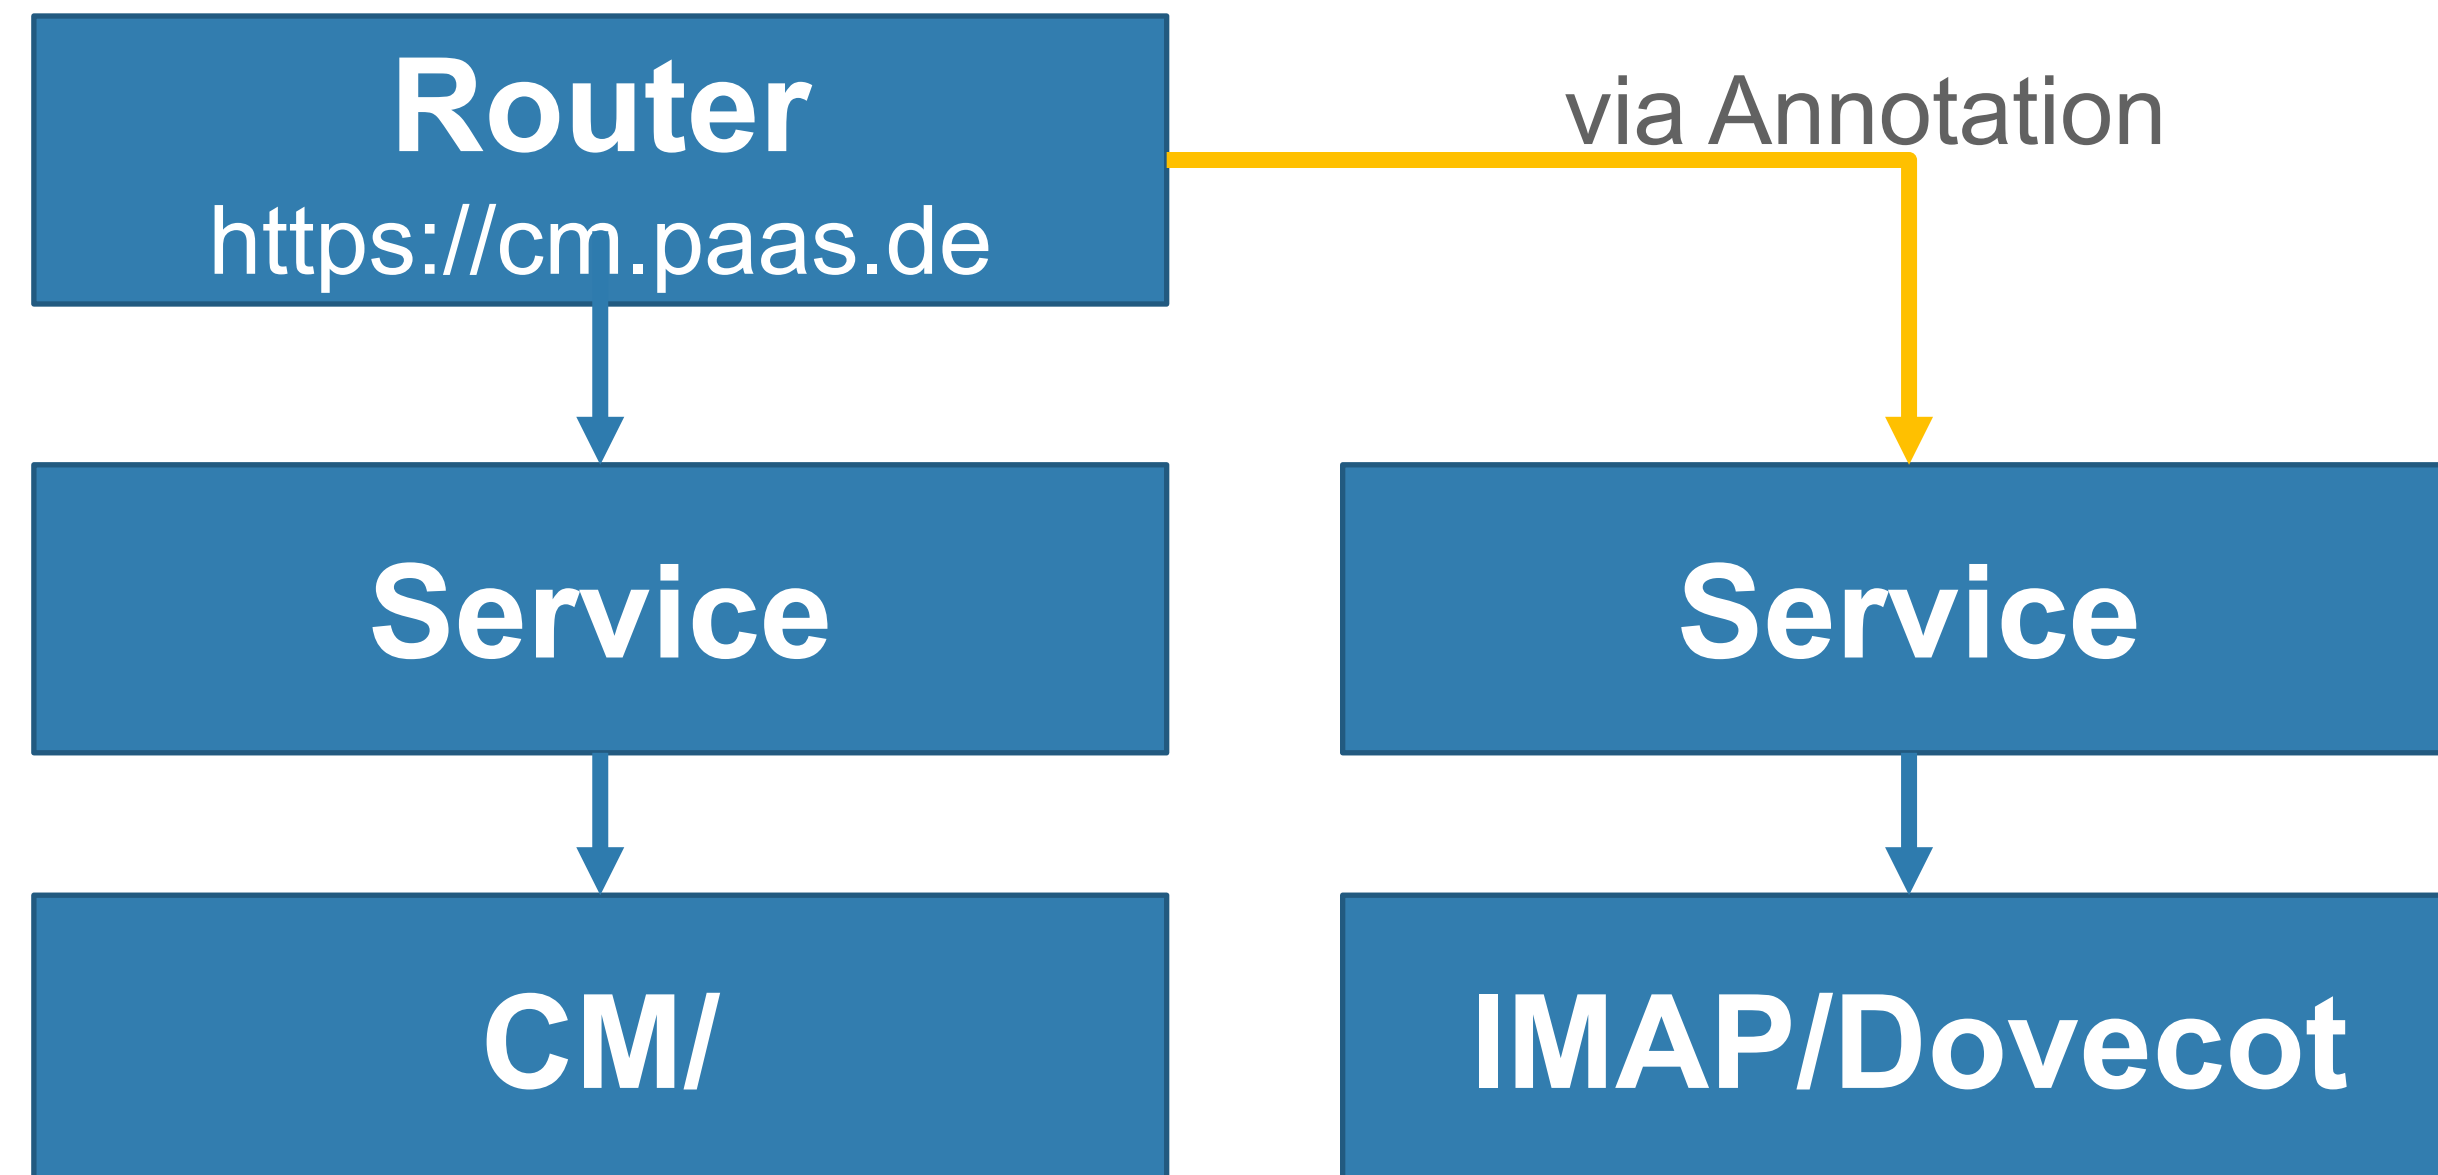 Router
https://cm.paas.de
via Annotation
Service
Service
CM/
IMAP/Dovecot